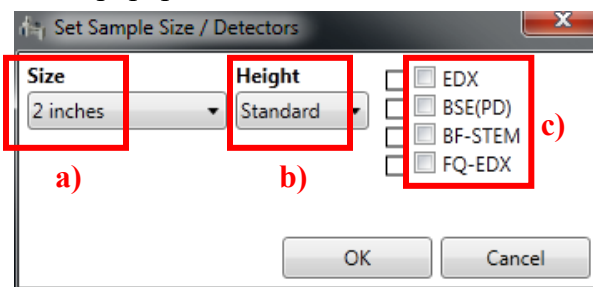 Set Sample Size / Detectors
Size Height EDX
2 inches Standard BSE(PD)
BF-STEM
FQ-EDX
a) b) c)
OK Cancel